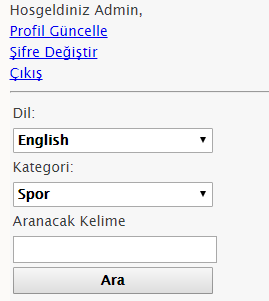 Hosgeldiniz Admin,
Profil Güncelle
Şifre Değiştir
Çıkış
Dil:
English
Kategori:
Spor
Aranacak Kelime
Ara